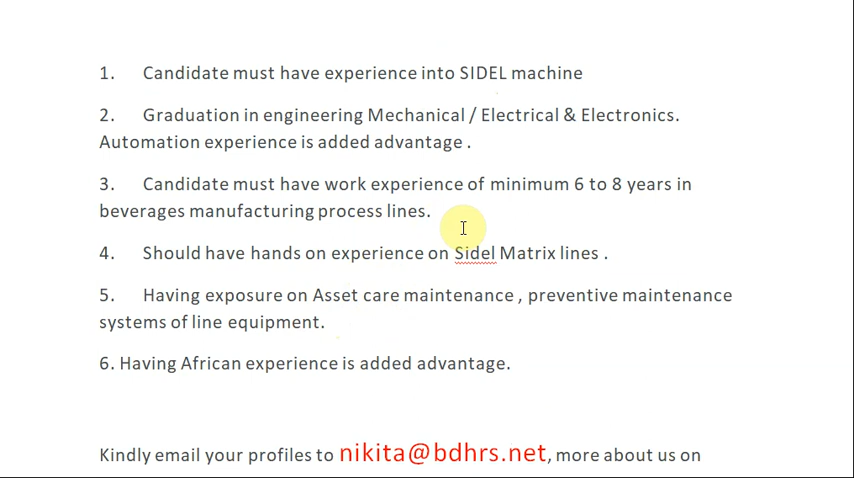 1. Candidate must have experience into SIDEL machine
2. Graduation in engineering Mechanical / Electrical & Electronics.
Automation experience is added advantage .
3. Candidate must have work experience of minimum 6 to 8 years in
beverages manufacturing process lines.
4. Should have hands on experience on Sidel Matrix lines .
5. Having exposure on Asset care maintenance , preventive maintenance
systems of line equipment.
6. Having African experience is added advantage.
Kindly email your profiles to nikita@bdhrs.net, more about us on